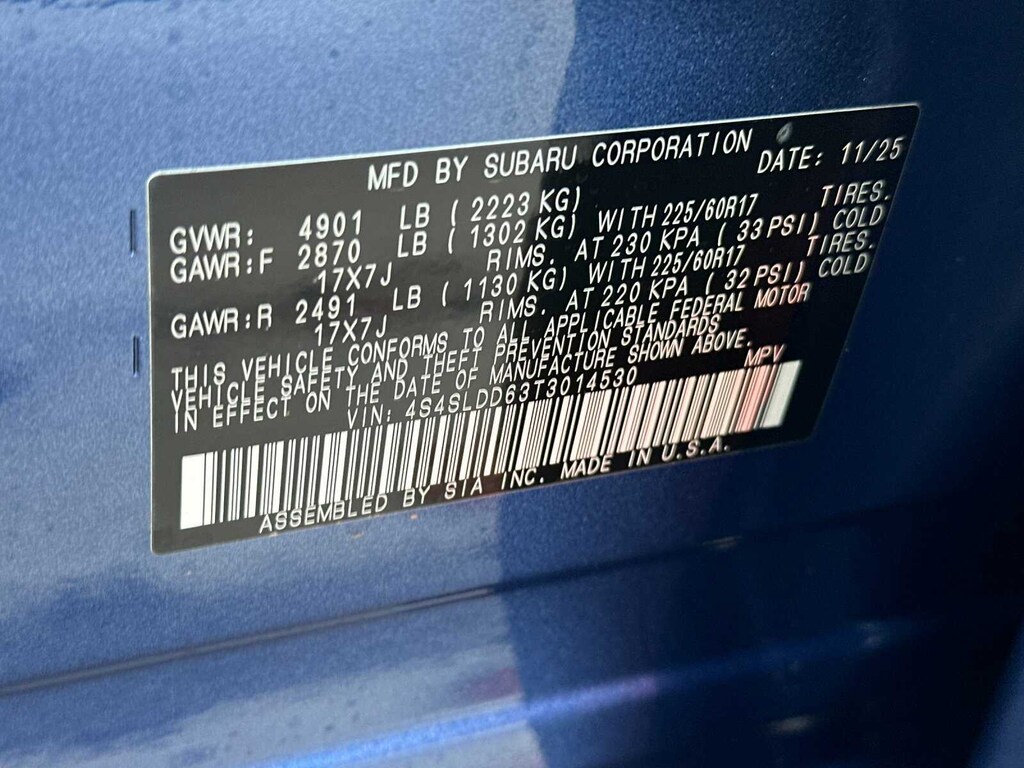 MFD BY SUBARU CORPORATION DATE: 11/25
GVWR: 4901 LB ( 2223 KG)
GAWR:F 2870 LB ( 1302 KG) WITH 225/60R17 TIRES.
17X7J RIMS. AT 230 KPA ( 33 PSI) COLD
GAWR:R 2491 LB ( 1130 KG) WITH 225/60R17 TIRES.
17X7J RIMS. AT 220 KPA ( 32 PSI) COLD
THIS VEHICLE CONFORMS TO ALL APPLICABLE FEDERAL MOTOR
VEHICLE SAFETY AND THEFT PREVENTION STANDARDS
IN EFFECT ON THE DATE OF MANUFACTURE SHOWN ABOVE.
VIN: 4S4SLDD63T3014530 MPV
ASSEMBLED BY SIA INC. MADE IN U.S.A.